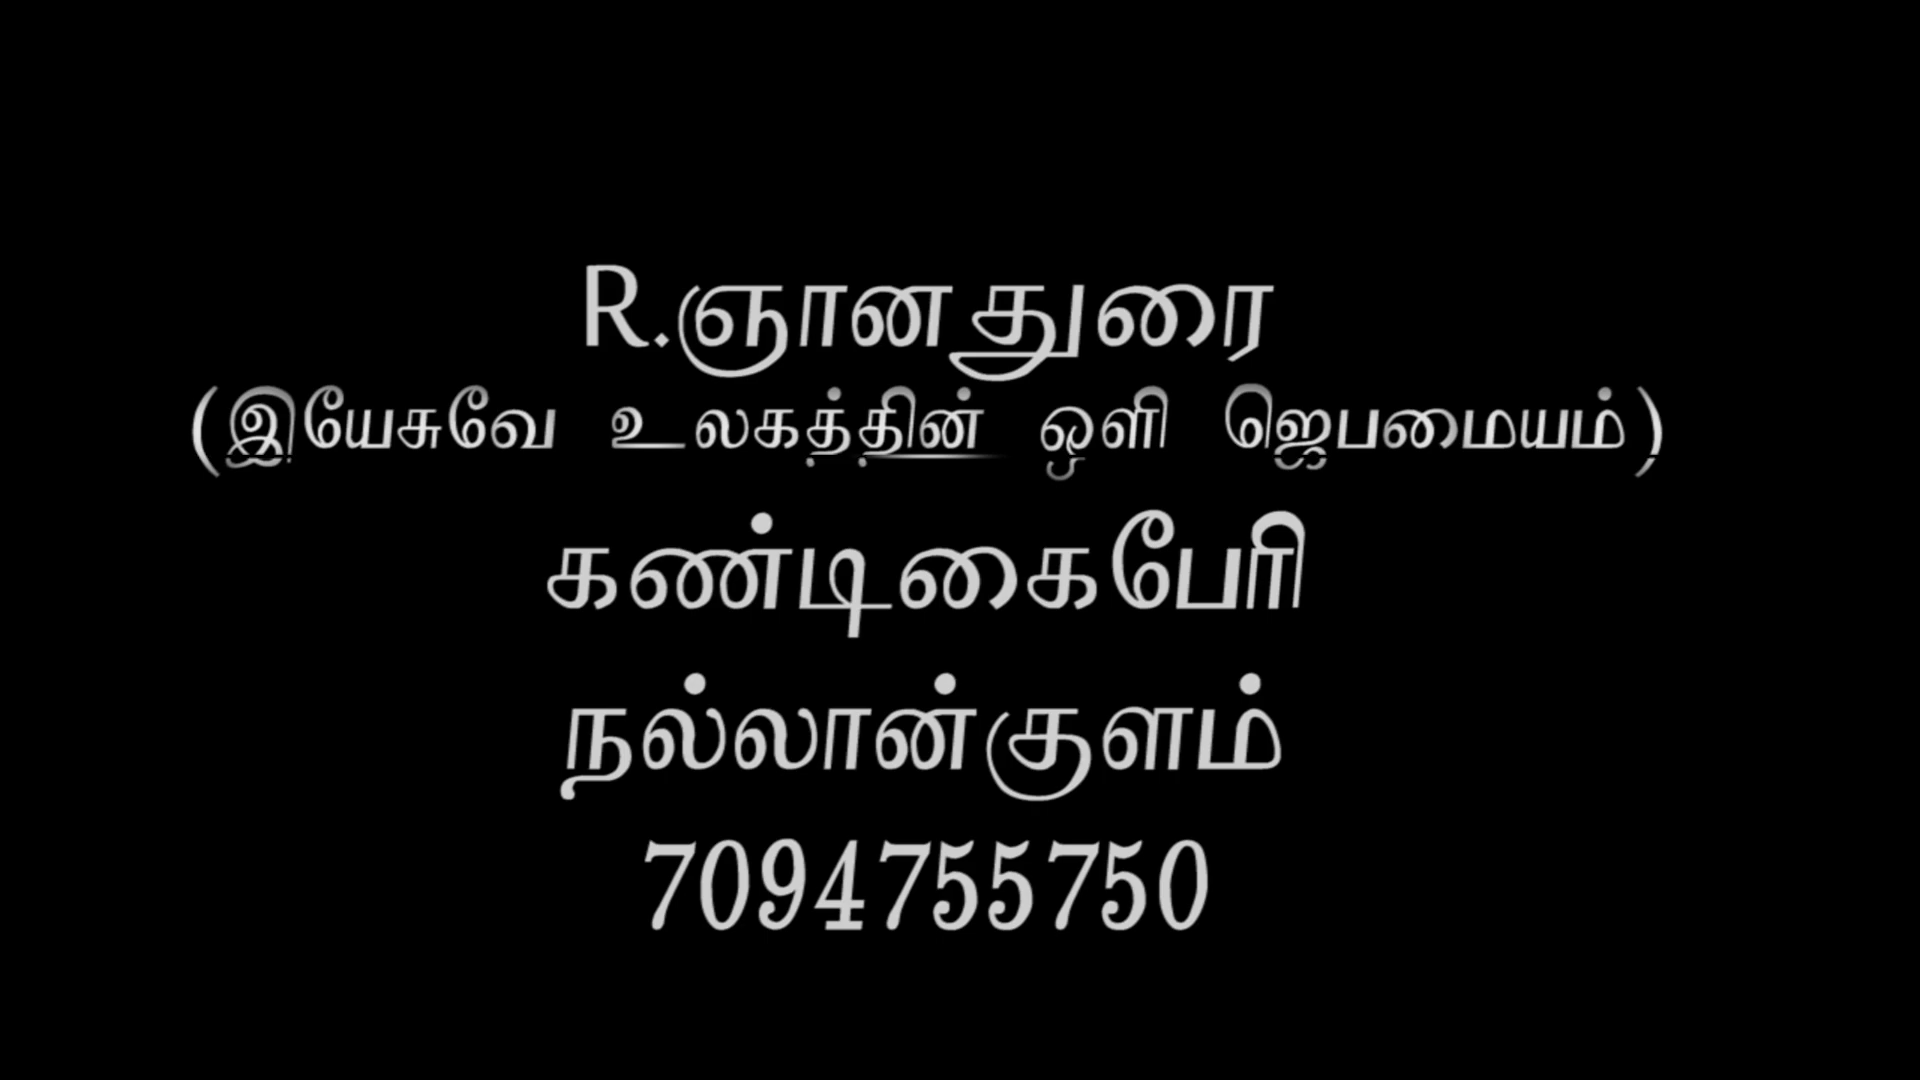 R.ஞானதுரை
(இயேசுவே உலகத்தின் ஒளி ஜெபமையம்)
கண்டிகைபேரி
நல்லான்குளம்
7094755750